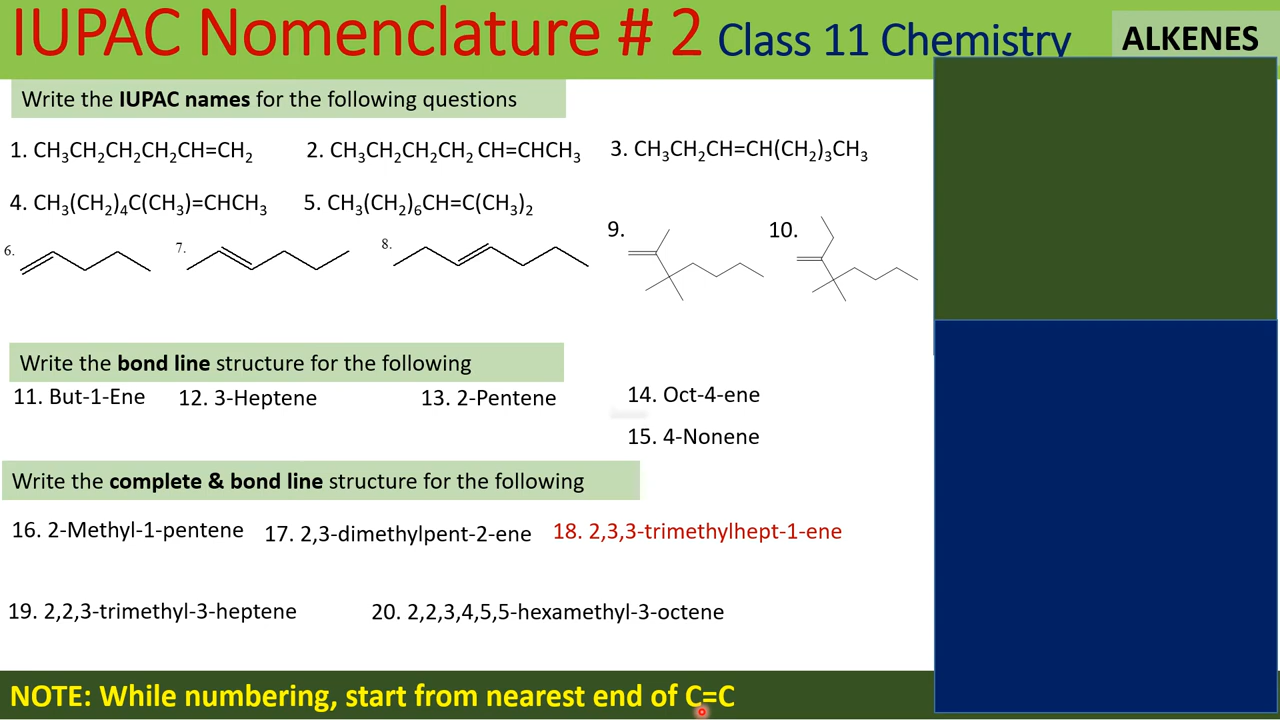 IUPAC Nomenclature # 2 Class 11 Chemistry ALKENES
Write the IUPAC names for the following questions
1. CH₃CH₂CH₂CH₂CH=CH₂ 2. CH₃CH₂CH₂CH₂ CH=CHCH₃ 3. CH₃CH₂CH=CH(CH₂)₃CH₃
4. CH₃(CH₂)₄C(CH₃)=CHCH₃ 5. CH₃(CH₂)₆CH=C(CH₃)₂
6. 7. 8. 9. 10.
Write the bond line structure for the following
11. But-1-Ene 12. 3-Heptene 13. 2-Pentene 14. Oct-4-ene
15. 4-Nonene
Write the complete & bond line structure for the following
16. 2-Methyl-1-pentene 17. 2,3-dimethylpent-2-ene 18. 2,3,3-trimethylhept-1-ene
19. 2,2,3-trimethyl-3-heptene 20. 2,2,3,4,5,5-hexamethyl-3-octene
NOTE: While numbering, start from nearest end of C=C